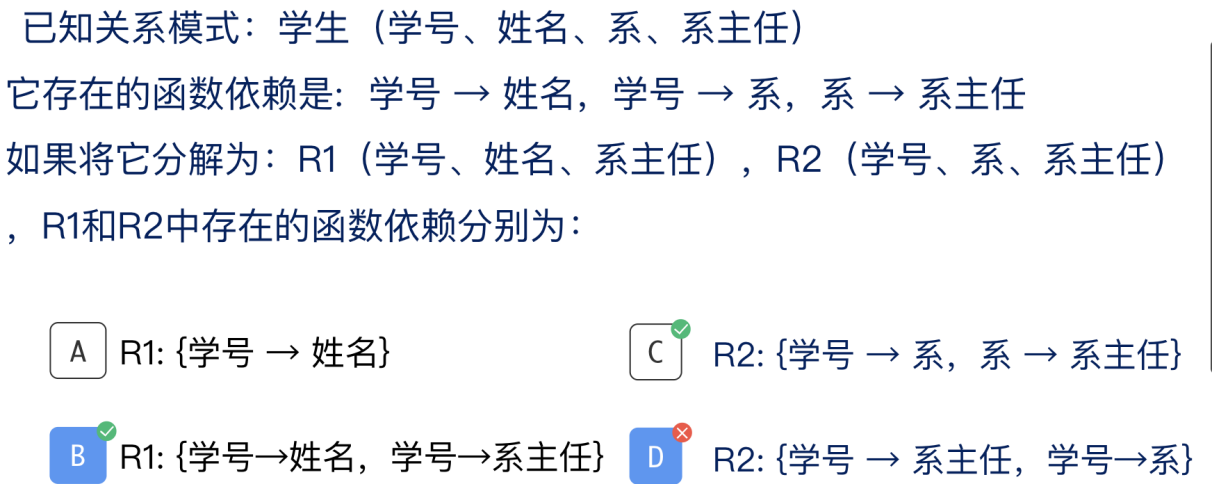 已知关系模式：学生（学号、姓名、系、系主任）
它存在的函数依赖是: 学号 → 姓名，学号 → 系，系 → 系主任
如果将它分解为：R1（学号、姓名、系主任），R2（学号、系、系主任）
，R1和R2中存在的函数依赖分别为：
A R1: {学号 → 姓名}
C R2: {学号 → 系，系 → 系主任}
B R1: {学号→姓名，学号→系主任}
D R2: {学号 → 系主任，学号→系}